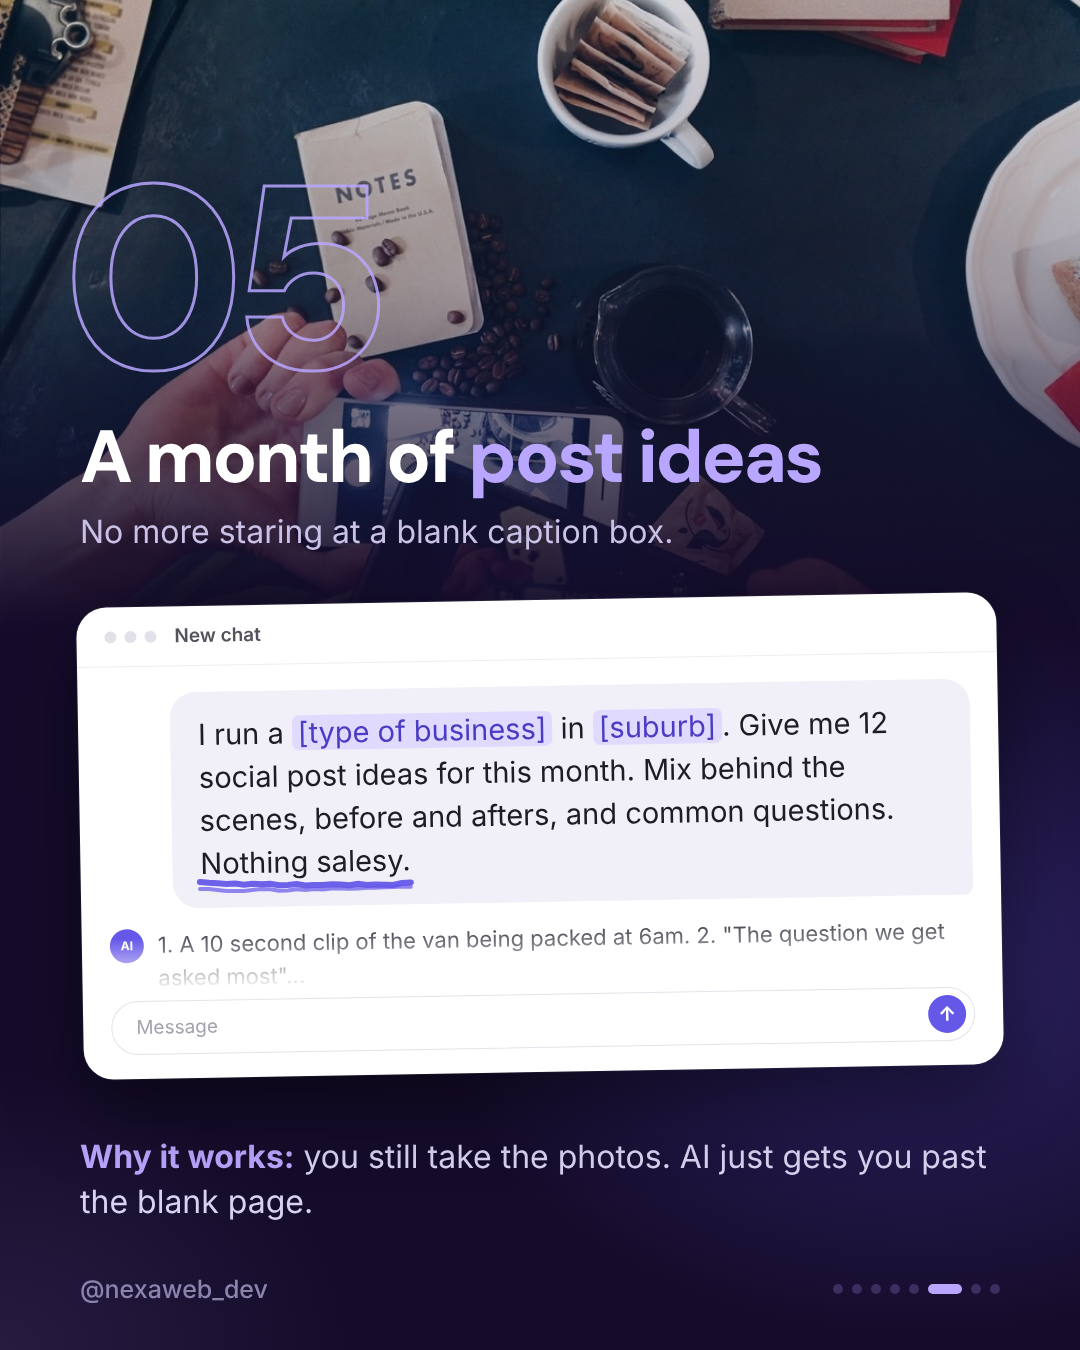 NOTES
05
A month of post ideas
No more staring at a blank caption box.
New chat
I run a [type of business] in [suburb]. Give me 12
social post ideas for this month. Mix behind the
scenes, before and afters, and common questions.
Nothing salesy.
AI
1. A 10 second clip of the van being packed at 6am. 2. "The question we get
asked most"...
Message
Why it works: you still take the photos. AI just gets you past
the blank page.
@nexaweb_dev